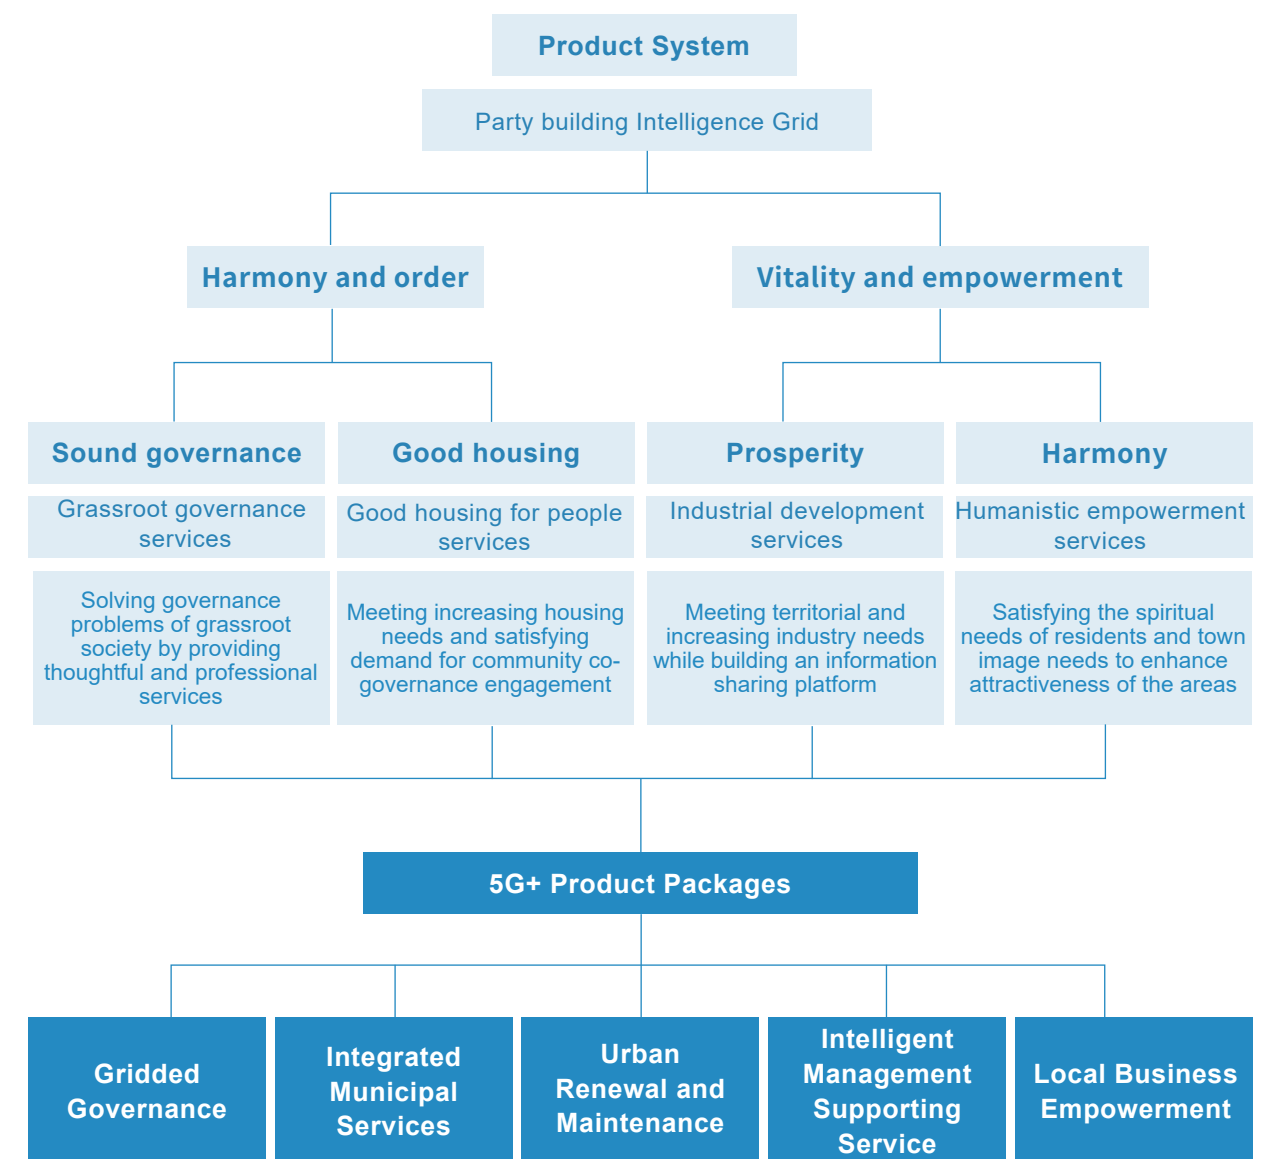 Product System
Party building Intelligence Grid
Harmony and order
Vitality and empowerment
Sound governance
Grassroot governance
services
Solving governance
problems of grassroot
society by providing
thoughtful and professional
services
Good housing
Good housing for people
services
Meeting increasing housing
needs and satisfying
demand for community co-
governance engagement
Prosperity
Industrial development
services
Meeting territorial and
increasing industry needs
while building an information
sharing platform
Harmony
Humanistic empowerment
services
Satisfying the spiritual
needs of residents and town
image needs to enhance
attractiveness of the areas
5G+ Product Packages
Gridded
Governance
Integrated
Municipal
Services
Urban
Renewal and
Maintenance
Intelligent
Management
Supporting
Service
Local Business
Empowerment